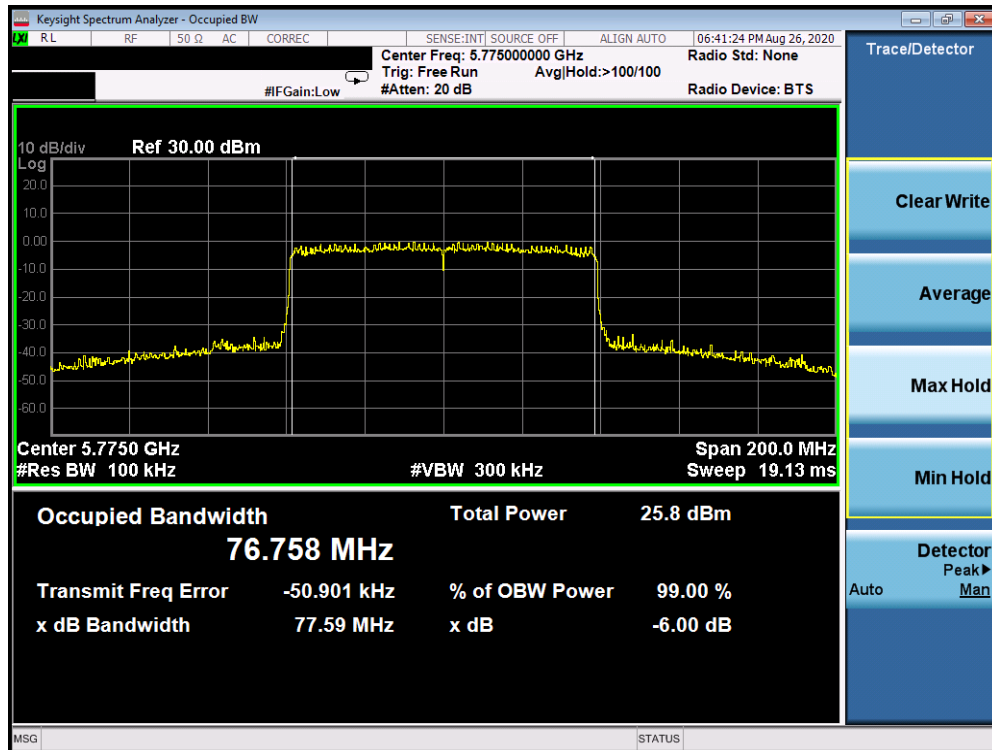 Keysight Spectrum Analyzer - Occupied BW
LXI RL RF 50 Ω AC CORREC SENSE:INT SOURCE OFF ALIGN AUTO 06:41:24 PM Aug 26, 2020
Center Freq: 5.775000000 GHz Radio Std: None
Trig: Free Run Avg|Hold:>100/100
#IFGain:Low #Atten: 20 dB Radio Device: BTS
10 dB/div Ref 30.00 dBm
Log
20.0
10.0
0.00
-10.0
-20.0
-30.0
-40.0
-50.0
-60.0
Center 5.7750 GHz Span 200.0 MHz
#Res BW 100 kHz #VBW 300 kHz Sweep 19.13 ms
Occupied Bandwidth Total Power 25.8 dBm
76.758 MHz
Transmit Freq Error -50.901 kHz % of OBW Power 99.00 %
x dB Bandwidth 77.59 MHz x dB -6.00 dB
MSG STATUS
Trace/Detector
Clear Write
Average
Max Hold
Min Hold
Detector
Peak▶
Auto Man